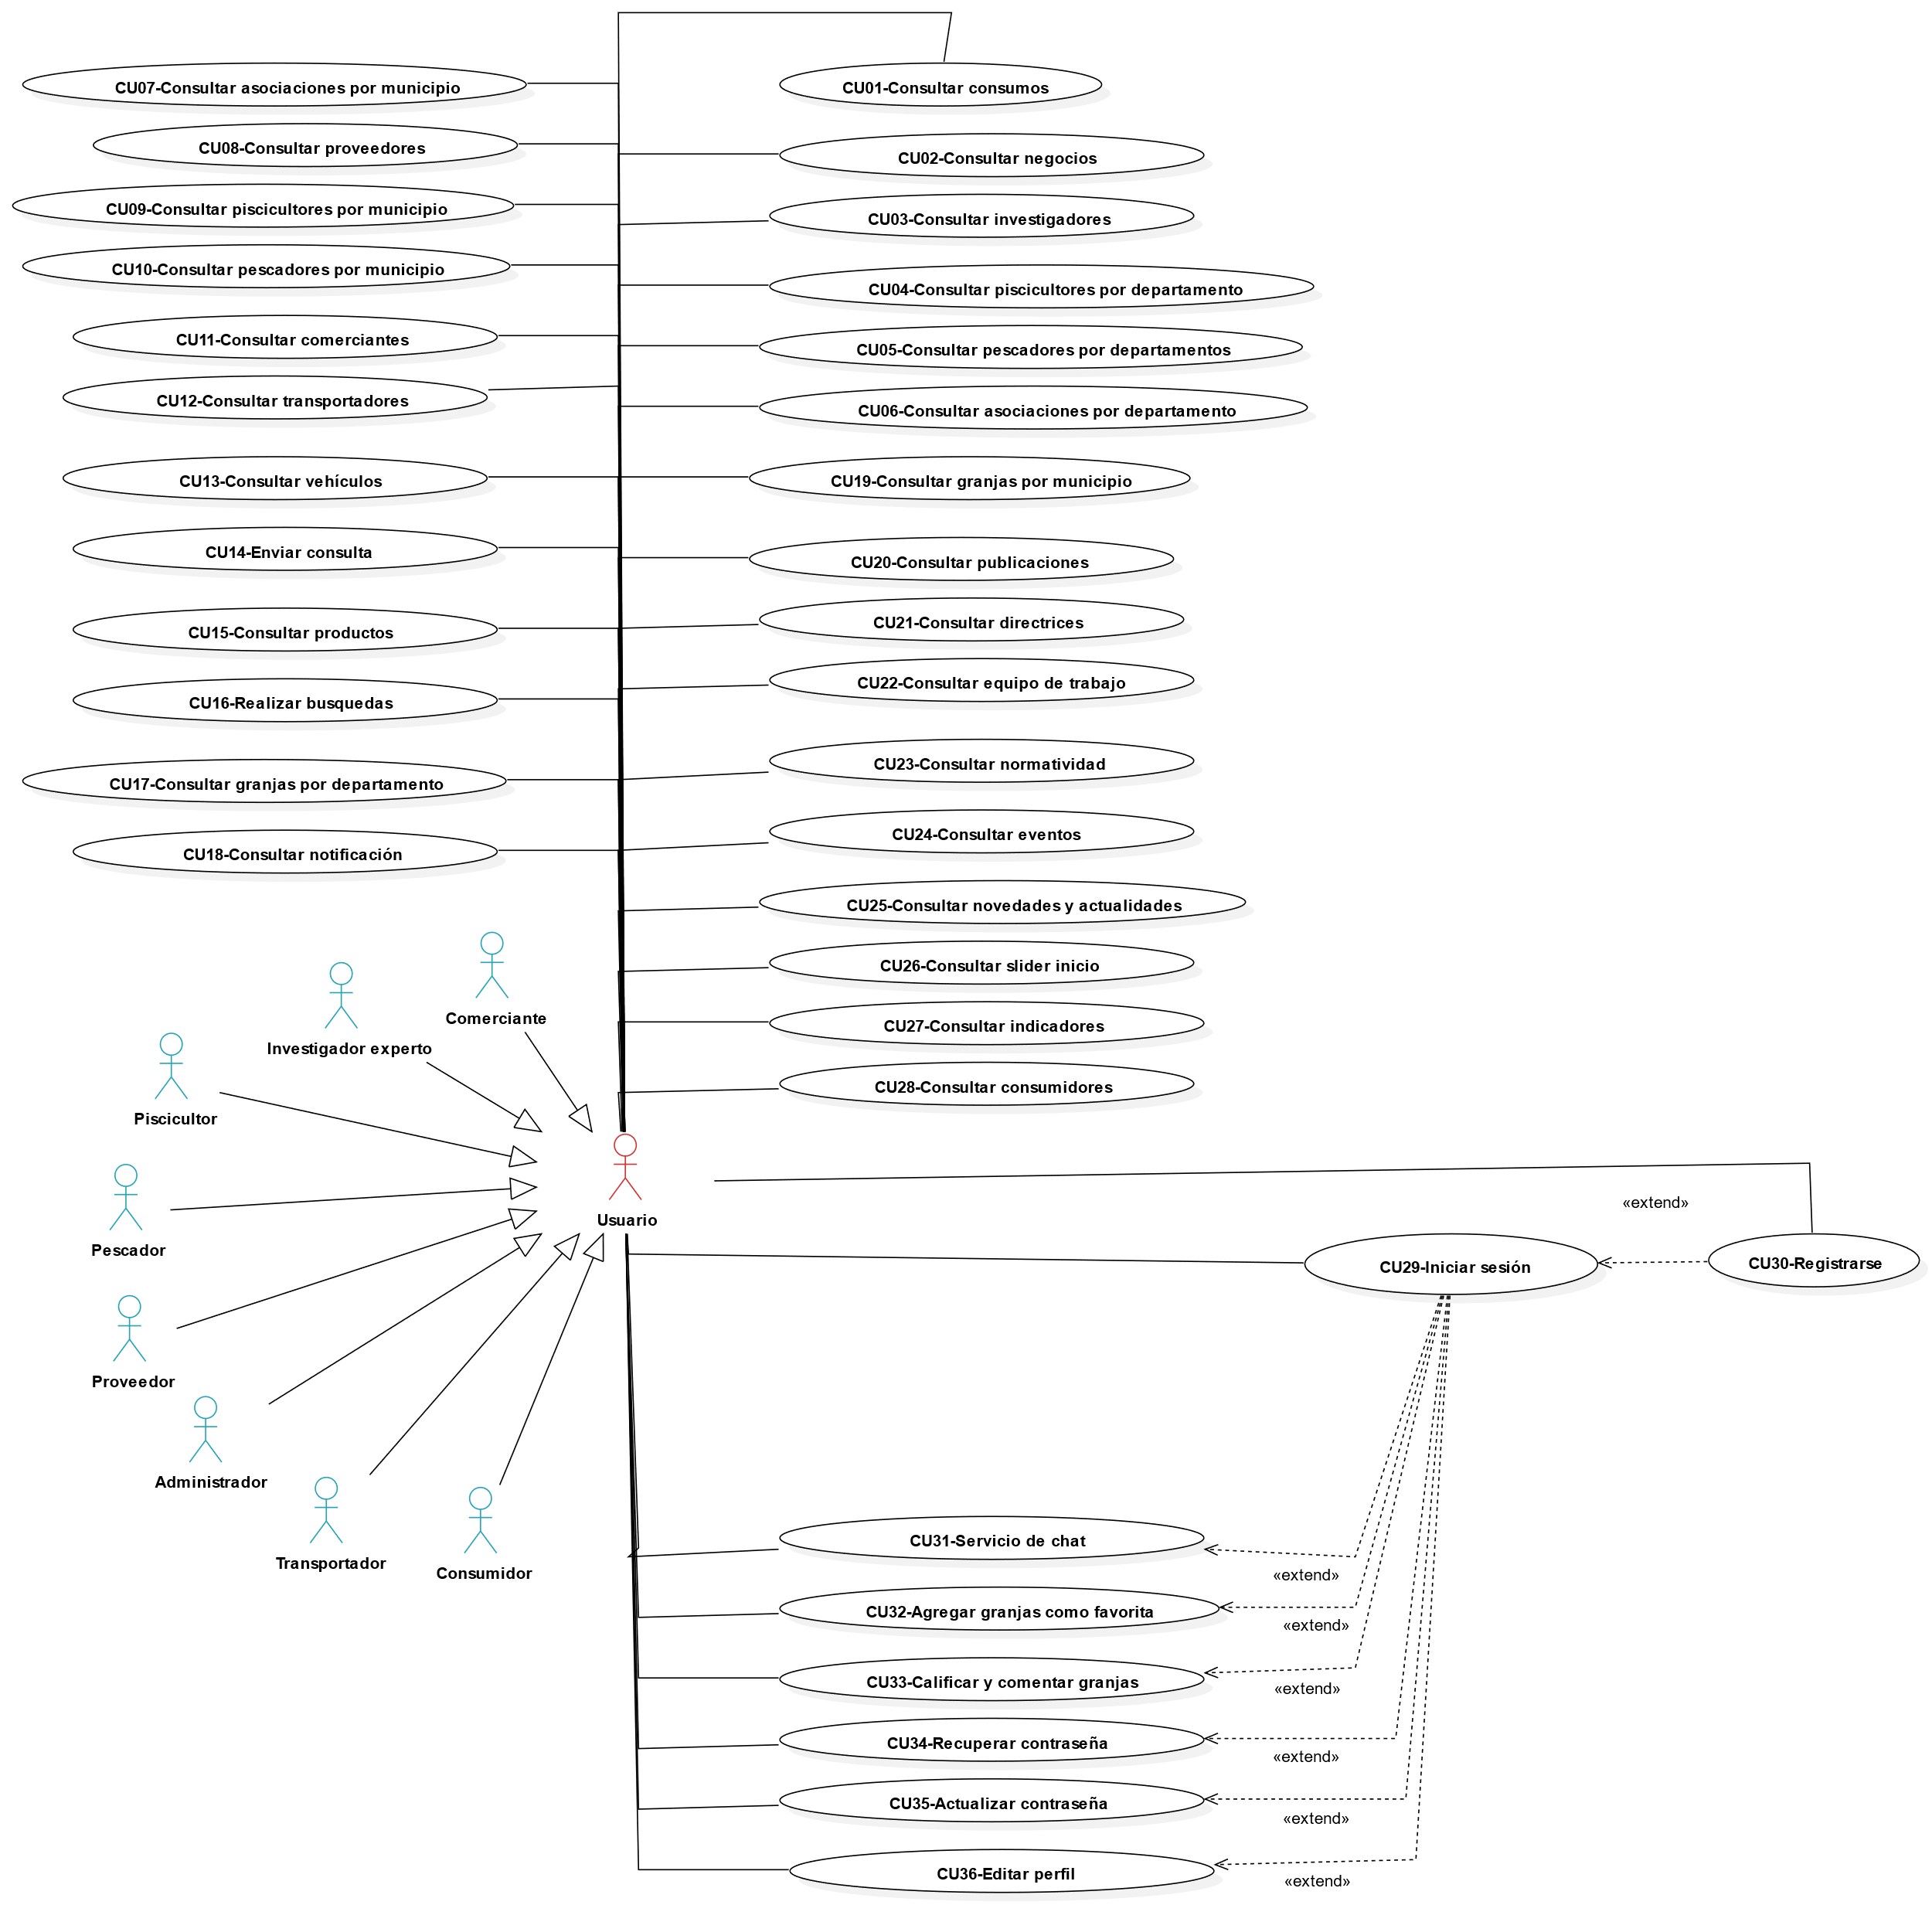 CU07-Consultar asociaciones por municipio
CU01-Consultar consumos
CU08-Consultar proveedores
CU02-Consultar negocios
CU09-Consultar piscicultores por municipio
CU03-Consultar investigadores
CU10-Consultar pescadores por municipio
CU04-Consultar piscicultores por departamento
CU11-Consultar comerciantes
CU05-Consultar pescadores por departamentos
CU12-Consultar transportadores
CU06-Consultar asociaciones por departamento
CU13-Consultar vehículos
CU19-Consultar granjas por municipio
CU14-Enviar consulta
CU20-Consultar publicaciones
CU15-Consultar productos
CU21-Consultar directrices
CU16-Realizar busquedas
CU22-Consultar equipo de trabajo
CU17-Consultar granjas por departamento
CU23-Consultar normatividad
CU18-Consultar notificación
CU24-Consultar eventos
CU25-Consultar novedades y actualidades
CU26-Consultar slider inicio
Comerciante
CU27-Consultar indicadores
Investigador experto
CU28-Consultar consumidores
Piscicultor
«extend»
Usuario
Pescador
CU29-Iniciar sesión
CU30-Registrarse
Proveedor
Administrador
Transportador
Consumidor
CU31-Servicio de chat
«extend»
CU32-Agregar granjas como favorita
«extend»
CU33-Calificar y comentar granjas
«extend»
CU34-Recuperar contraseña
«extend»
CU35-Actualizar contraseña
«extend»
CU36-Editar perfil
«extend»